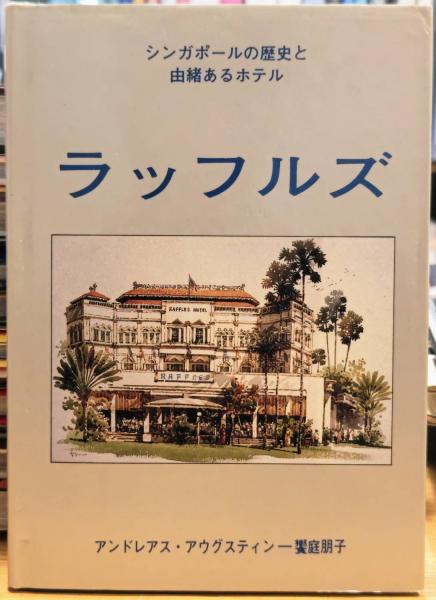 シンガポールの歴史と
由緒あるホテル
ラッフルズ
RAFFLES HOTEL
RAFFLES
アンドレアス・アウグスティン―饗庭朋子